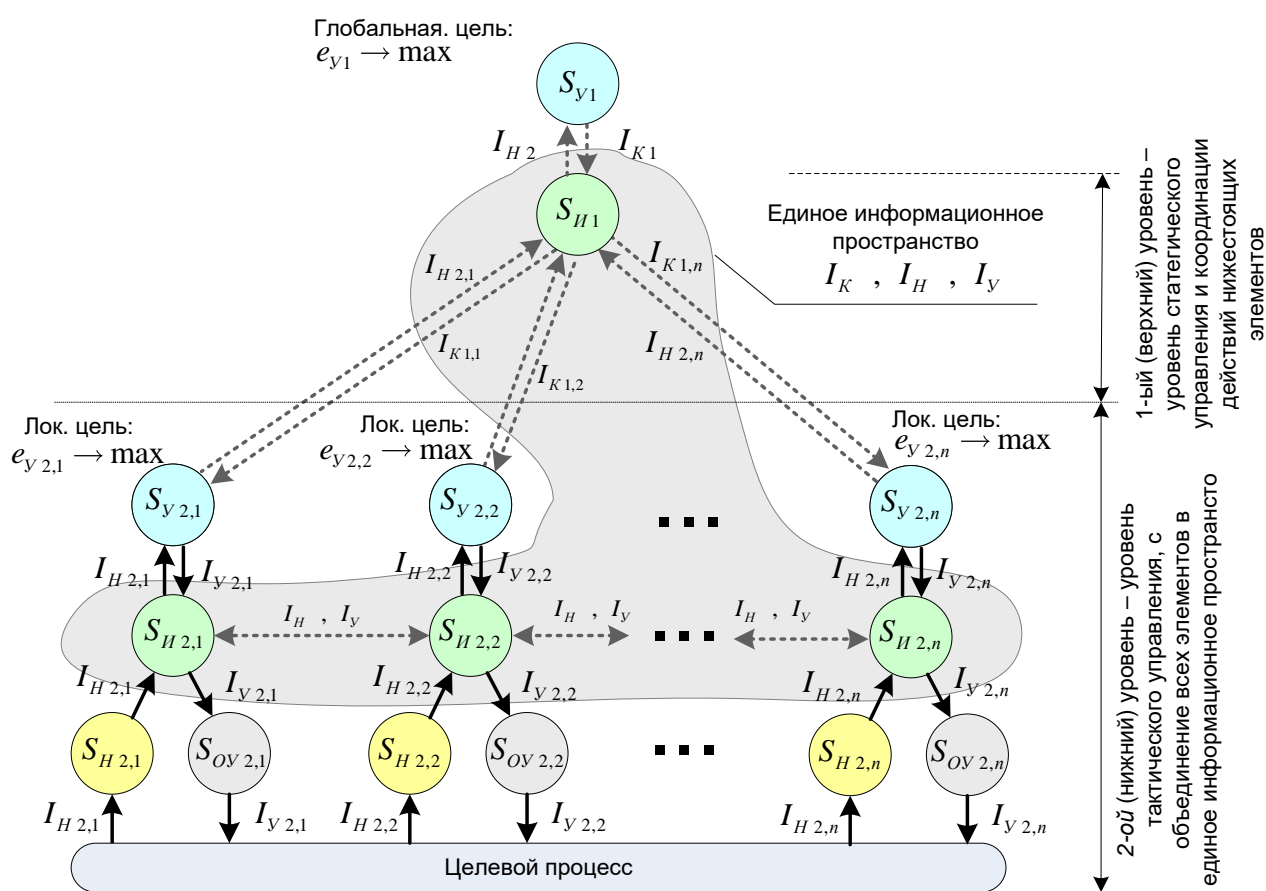 Глобальная. цель:
e_{У1} → max
S_{У1}
I_{Н 2}
I_{К 1}
S_{И 1}
Единое информационное
пространство
I_К , I_Н , I_У
I_{Н 2,1}
I_{К 1,n}
I_{К 1,1}
I_{К 1,2}
I_{Н 2,n}
1-ый (верхний) уровень –
уровень статегического
управления и координации
действий нижестоящих
элементов
Лок. цель:
e_{У 2,1} → max
Лок. цель:
e_{У2,2} → max
Лок. цель:
e_{У 2,n} → max
S_{У 2,1}
S_{У 2,2}
S_{У 2,n}
I_{Н 2,1}
I_{У 2,1}
I_{Н 2,2}
I_{У 2,2}
I_{Н 2,n}
I_{У 2,n}
S_{И 2,1}
I_Н , I_У
S_{И 2,2}
I_Н , I_У
I_Н , I_У
S_{И 2,n}
I_{Н 2,1}
I_{У 2,1}
I_{Н 2,2}
I_{У 2,2}
I_{Н 2,n}
I_{У 2,n}
S_{Н 2,1}
S_{ОУ 2,1}
S_{Н 2,2}
S_{ОУ 2,2}
S_{Н 2,n}
S_{ОУ 2,n}
I_{Н 2,1}
I_{У 2,1}
I_{Н 2,2}
I_{У 2,2}
I_{Н 2,n}
I_{У 2,n}
Целевой процесс
2-ой (нижний) уровень – уровень
тактического управления, с
объединение всех элементов в
единое информационное пространсто